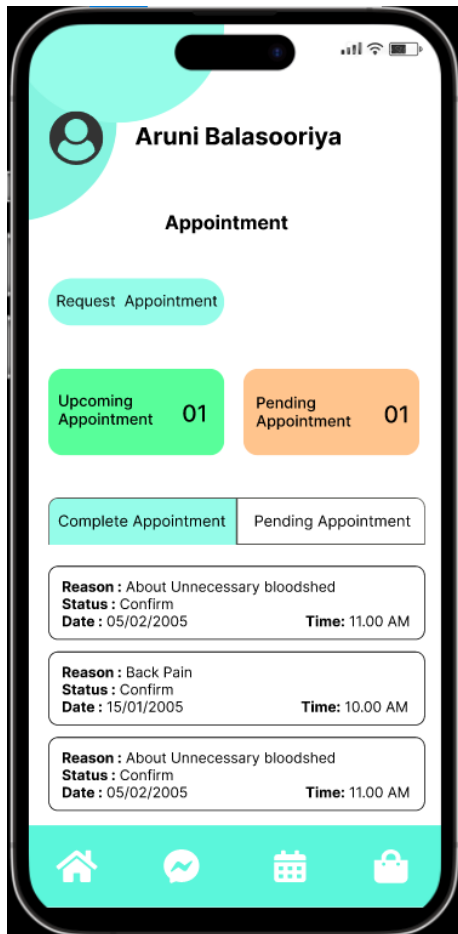 Aruni Balasooriya
Appointment
Request Appointment
Upcoming
Appointment 01
Pending
Appointment 01
Complete Appointment Pending Appointment
Reason : About Unnecessary bloodshed
Status : Confirm
Date : 05/02/2005 Time: 11.00 AM
Reason : Back Pain
Status : Confirm
Date : 15/01/2005 Time: 10.00 AM
Reason : About Unnecessary bloodshed
Status : Confirm
Date : 05/02/2005 Time: 11.00 AM